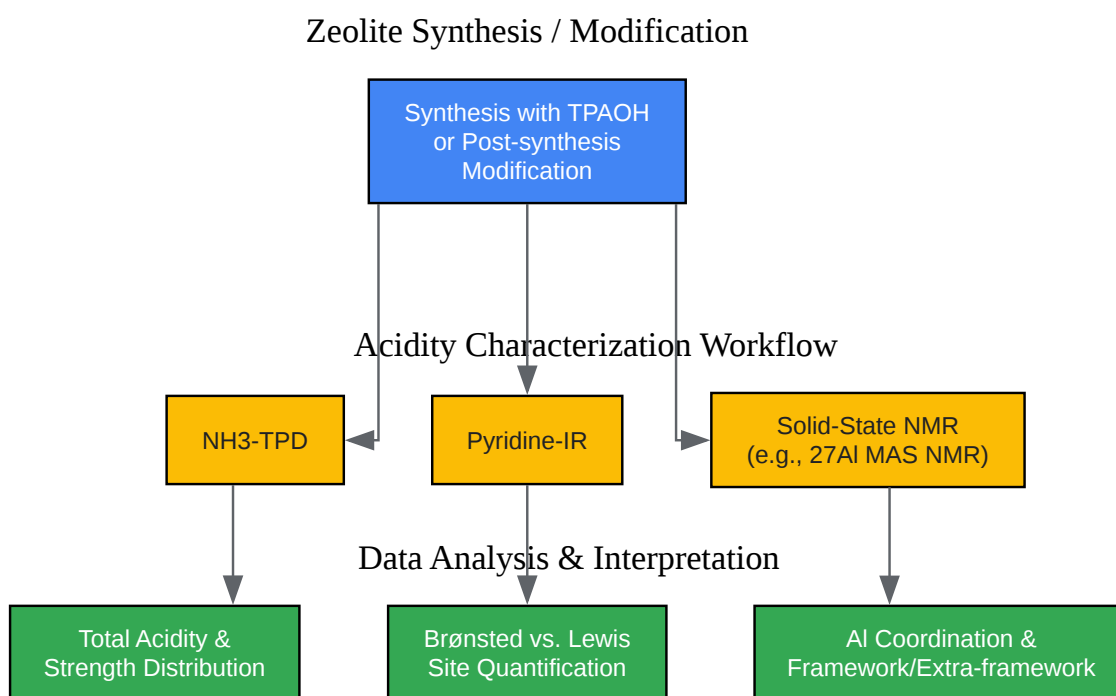 Zeolite Synthesis / Modification
Synthesis with TPAOH
or Post-synthesis
Modification
Acidity Characterization Workflow
NH3-TPD
Pyridine-IR
Solid-State NMR
(e.g., 27Al MAS NMR)
Data Analysis & Interpretation
Total Acidity &
Strength Distribution
Brønsted vs. Lewis
Site Quantification
Al Coordination &
Framework/Extra-framework